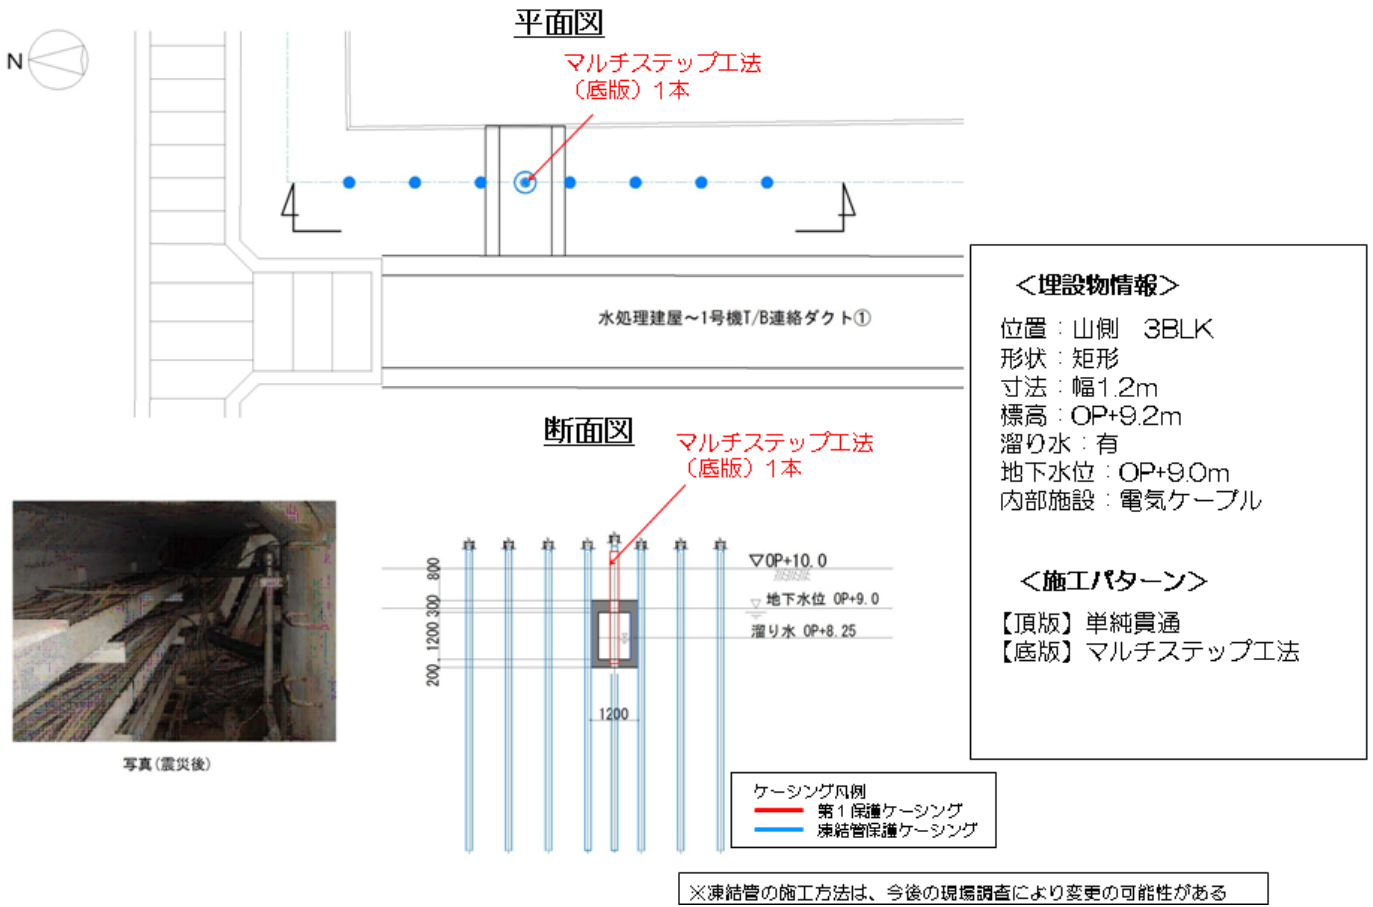 平面図
N
マルチステップ工法
（底版）1本
水処理建屋～1号機T/B連絡ダクト①
＜埋設物情報＞
位置：山側　3BLK
形状：矩形
寸法：幅1.2m
標高：OP+9.2m
溜り水：有
地下水位：OP+9.0m
内部施設：電気ケーブル
＜施工パターン＞
【頂版】単純貫通
【底版】マルチステップ工法
断面図
マルチステップ工法
（底版）1本
▽OP+10.0
▽ 地下水位 OP+9.0
溜り水 OP+8.25
800
300
1200
200
1200
写真(震災後)
ケーシング凡例
第1保護ケーシング
凍結管保護ケーシング
※凍結管の施工方法は、今後の現場調査により変更の可能性がある